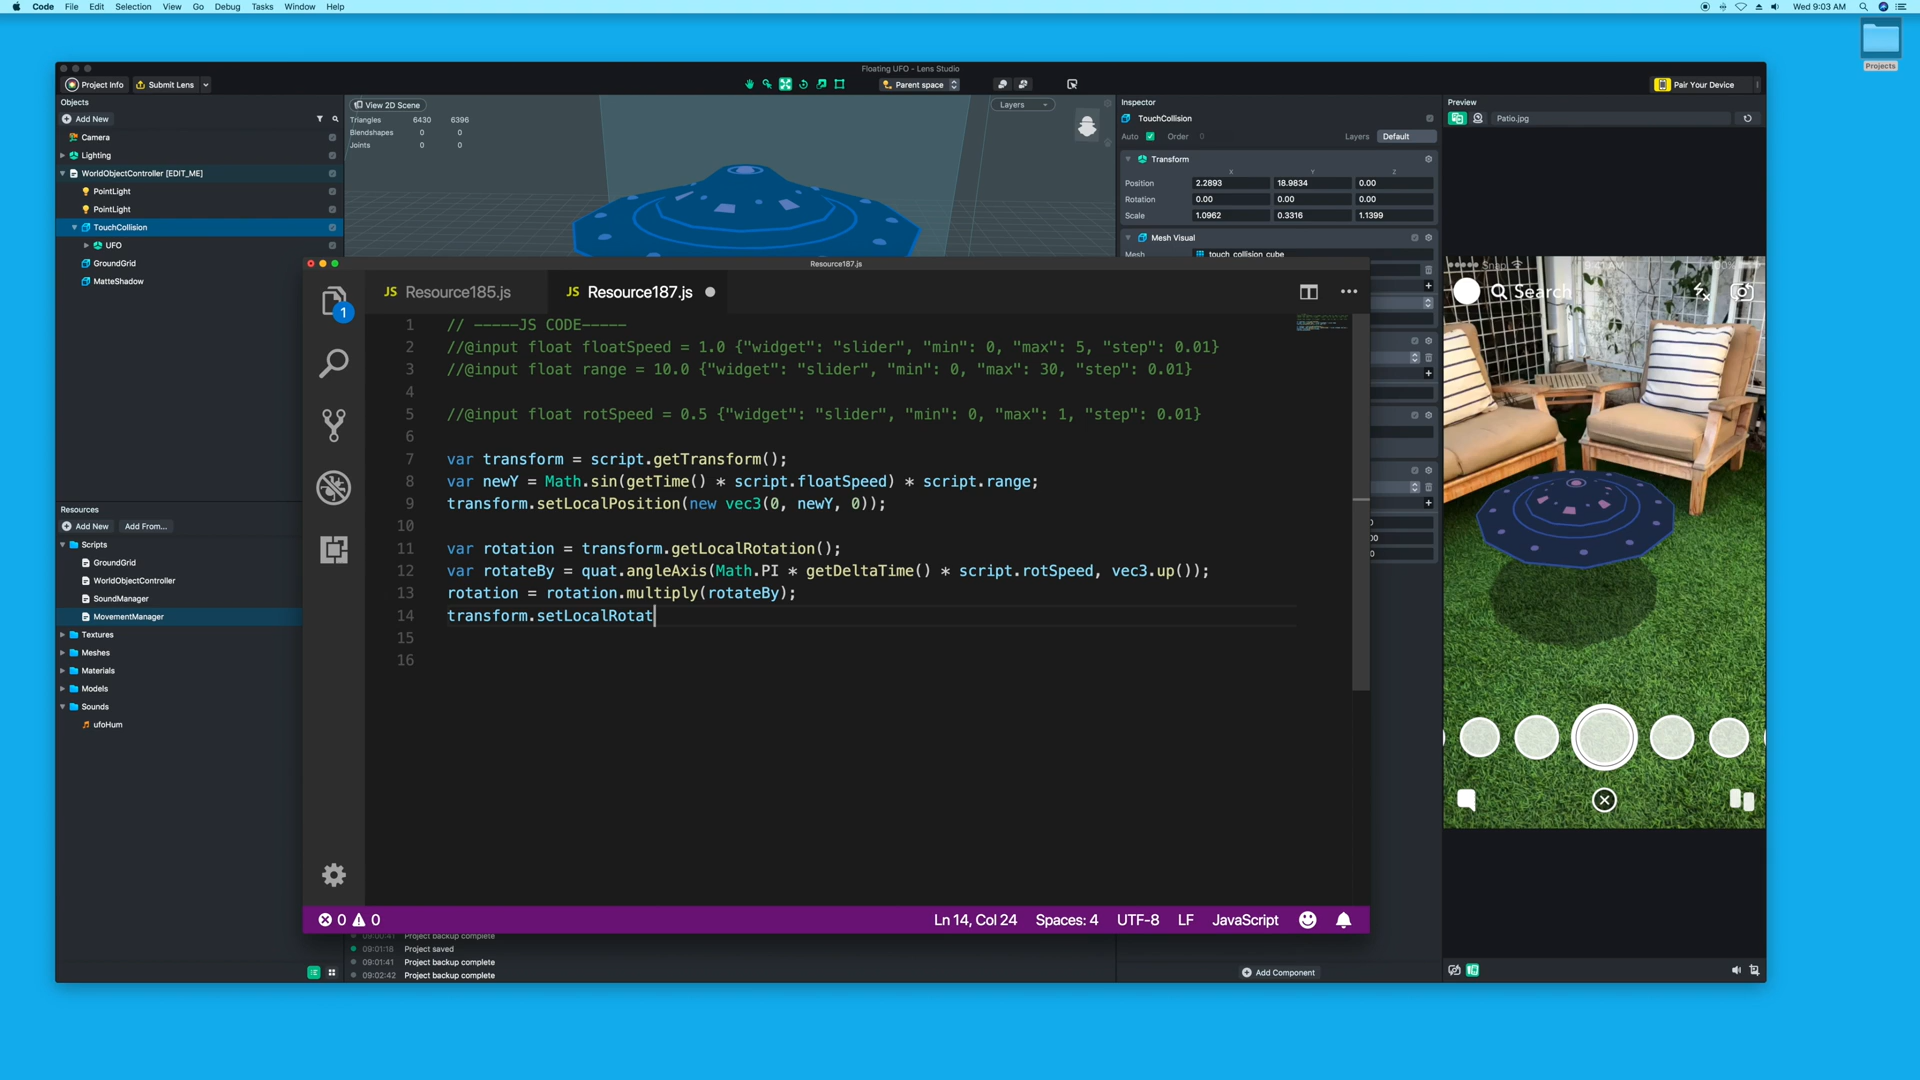 Code File Edit Selection View Go Debug Tasks Window Help Wed 9:03 AM
Projects
Floating UFO - Lens Studio
Project Info Submit Lens Parent space Pair Your Device
Objects
Add New
Camera
Lighting
WorldObjectController [EDIT_ME]
PointLight
PointLight
TouchCollision
UFO
GroundGrid
MatteShadow
View 2D Scene
Triangles 6430 6396
Blendshapes 0 0
Joints 0 0
Layers
Inspector
TouchCollision
Auto Order 0 Layers Default
Transform
X Y Z
Position 2.2893 18.9834 0.00
Rotation 0.00 0.00 0.00
Scale 1.0962 0.3316 1.1399
Mesh Visual
Mesh touch collision cube
Preview
Patio.jpg
Snap
Search
Resource187.js
JS Resource185.js JS Resource187.js
1
1 // -----JS CODE-----
2 //@input float floatSpeed = 1.0 {"widget": "slider", "min": 0, "max": 5, "step": 0.01}
3 //@input float range = 10.0 {"widget": "slider", "min": 0, "max": 30, "step": 0.01}
4
5 //@input float rotSpeed = 0.5 {"widget": "slider", "min": 0, "max": 1, "step": 0.01}
6
7 var transform = script.getTransform();
8 var newY = Math.sin(getTime() * script.floatSpeed) * script.range;
9 transform.setLocalPosition(new vec3(0, newY, 0));
10
11 var rotation = transform.getLocalRotation();
12 var rotateBy = quat.angleAxis(Math.PI * getDeltaTime() * script.rotSpeed, vec3.up());
13 rotation = rotation.multiply(rotateBy);
14 transform.setLocalRotat
15
16
0 0 Ln 14, Col 24 Spaces: 4 UTF-8 LF JavaScript
Resources
Add New Add From...
Scripts
GroundGrid
WorldObjectController
SoundManager
MovementManager
Textures
Meshes
Materials
Models
Sounds
ufoHum
09:00:41 Project backup complete
09:01:18 Project saved
09:01:41 Project backup complete
09:02:42 Project backup complete
Add Component